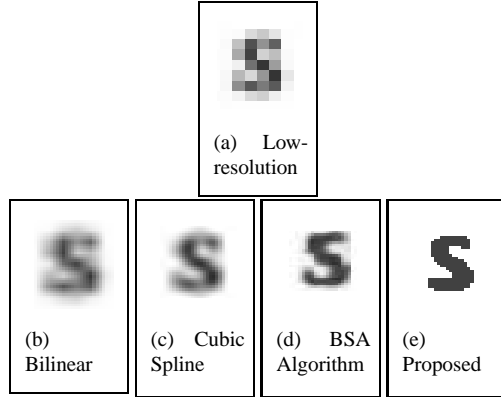 S
(a) Low-
resolution
S S S S
(b)
Bilinear
(c) Cubic
Spline
(d) BSA
Algorithm
(e)
Proposed